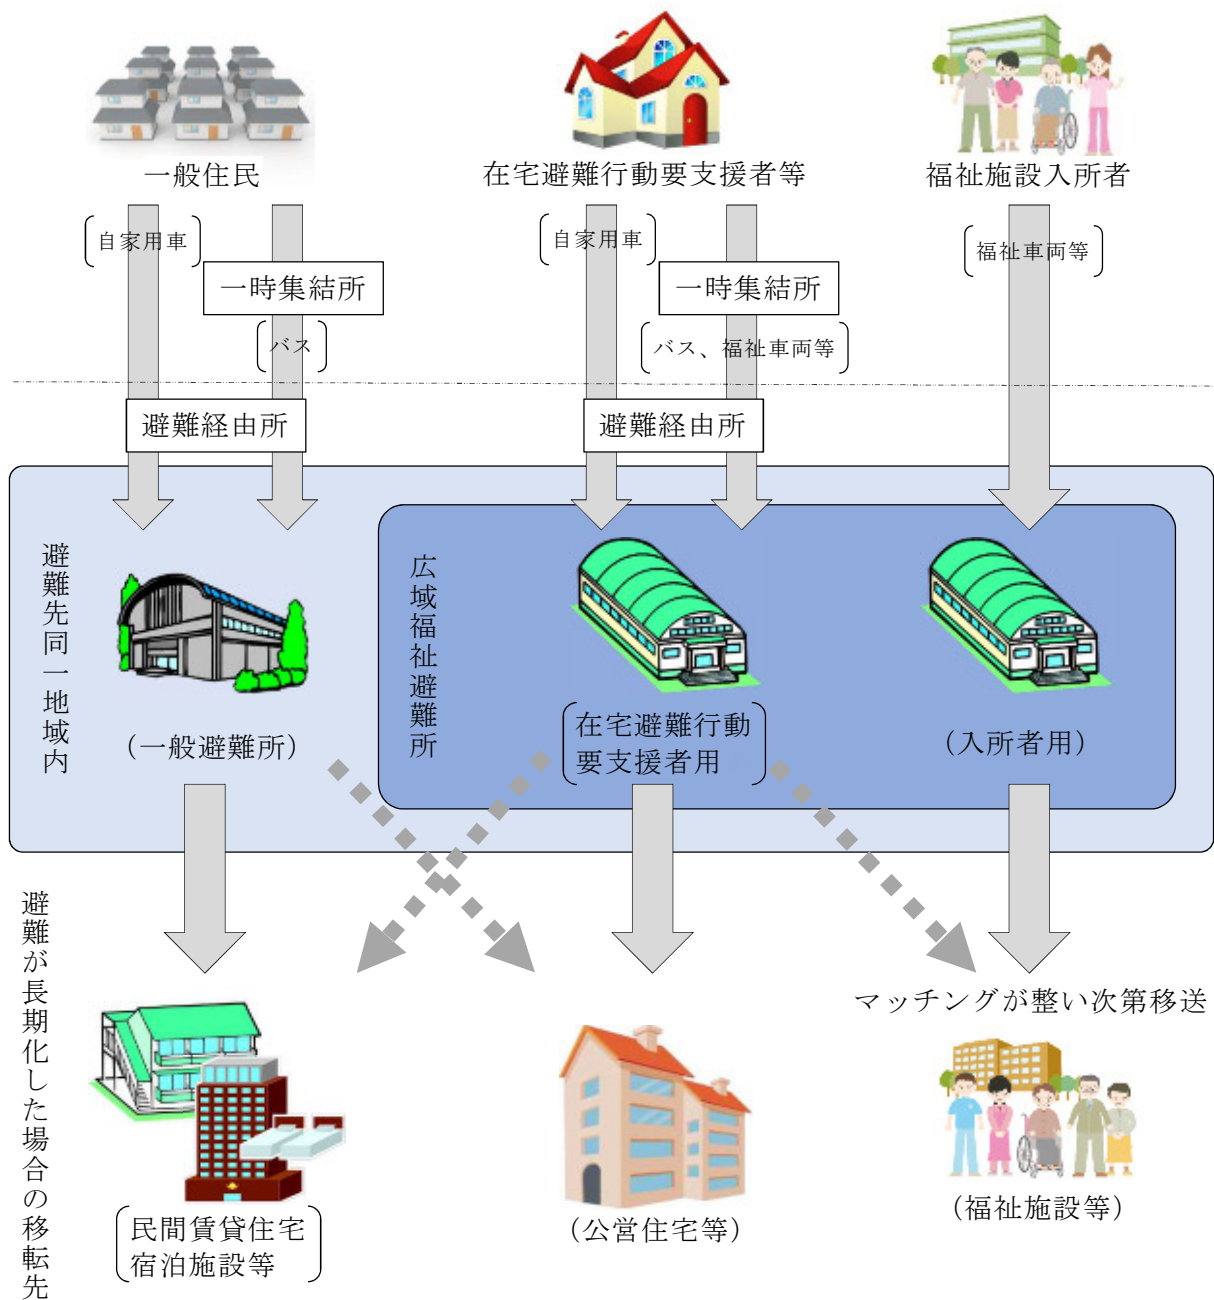 一般住民
在宅避難行動要支援者等
福祉施設入所者
自家用車
自家用車
福祉車両等
一時集結所
一時集結所
バス
バス、福祉車両等
避難経由所
避難経由所
避難先同一地域内
広域福祉避難所
(一般避難所)
在宅避難行動
要支援者用
(入所者用)
避難が長期化した場合の移転先
マッチングが整い次第移送
民間賃貸住宅
宿泊施設等
(公営住宅等)
(福祉施設等)